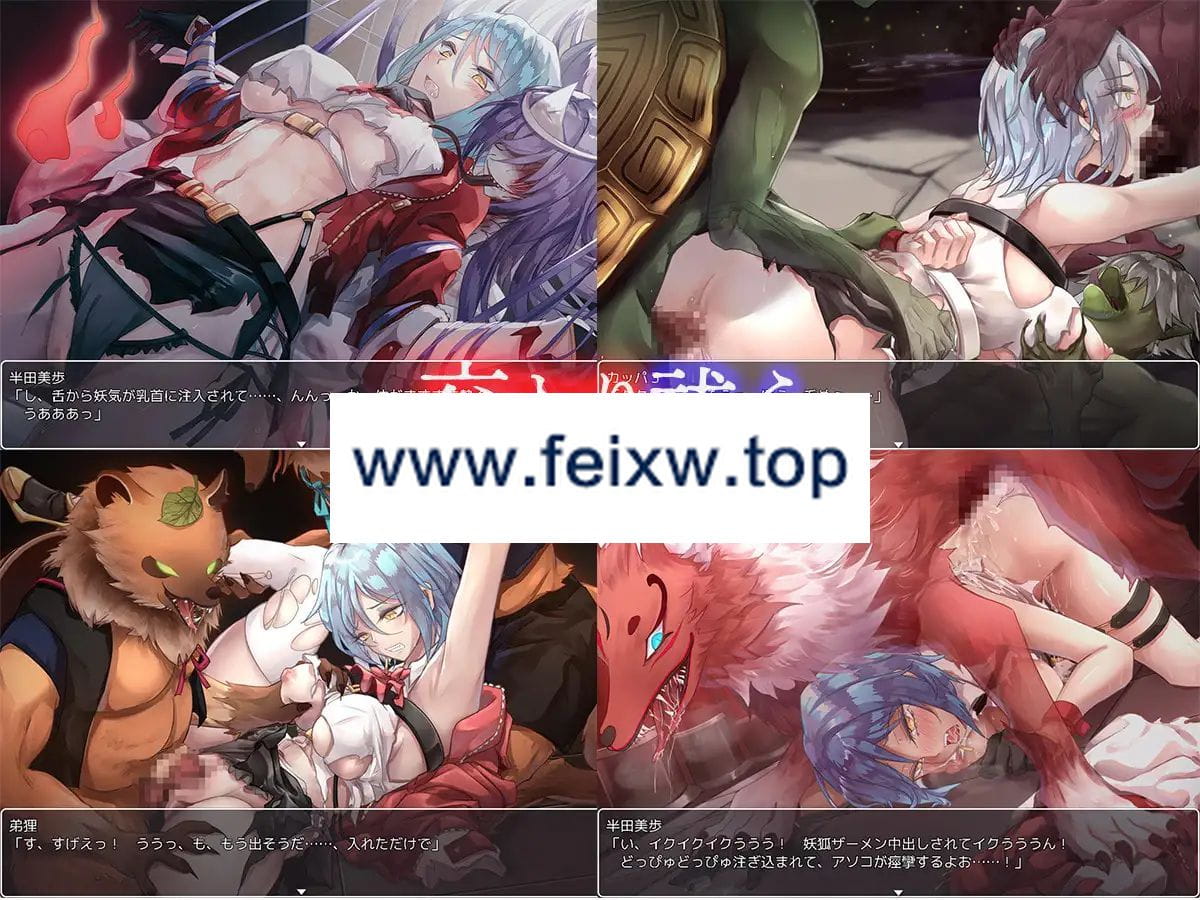 半田美歩
「し、舌から妖気が乳首に注入されて……、んんっ
うあああっ」
カッパ
www.feixw.top
弟狸
「す、すげえっ！　ううっ、も、もう出そうだ……、入れただけで」
半田美歩
「い、イクイクイクううう！　妖狐ザーメン中出しされてイクうううん！
どっぴゅどっぴゅ注ぎ込まれて、アソコが痙攣するよお……！」